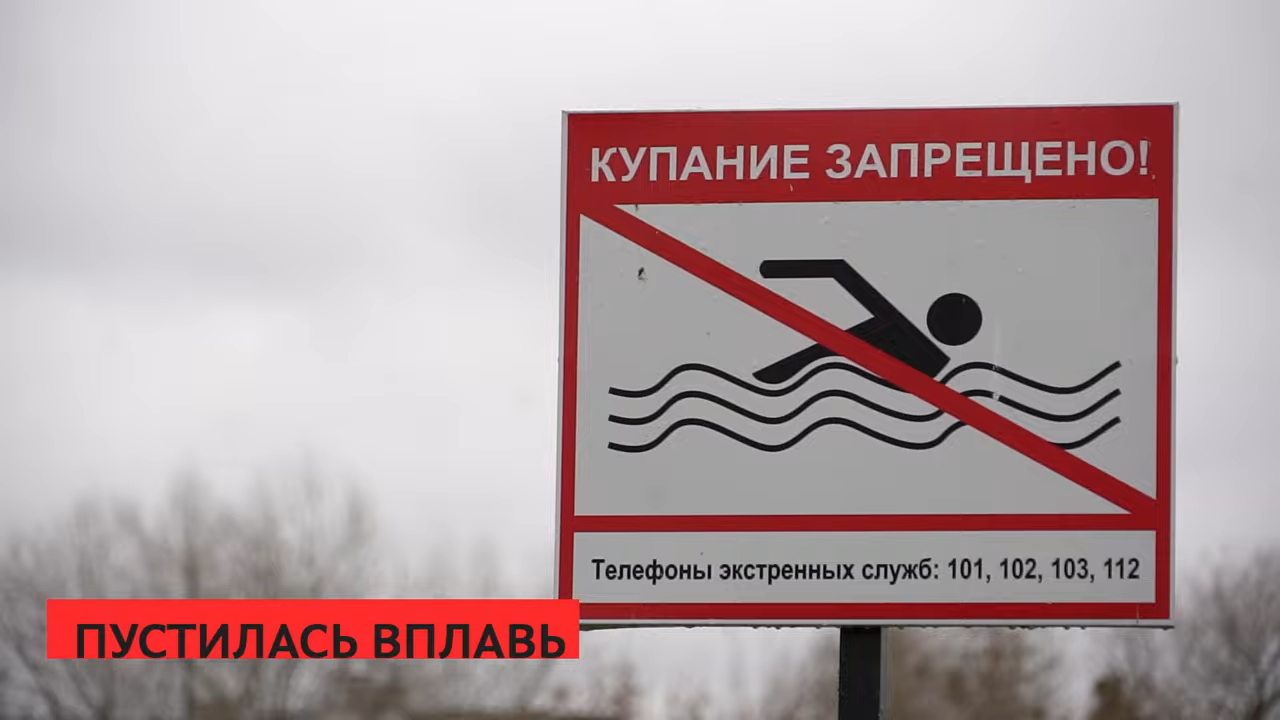 КУПАНИЕ ЗАПРЕЩЕНО!
Телефоны экстренных служб: 101, 102, 103, 112
ПУСТИЛАСЬ ВПЛАВЬ